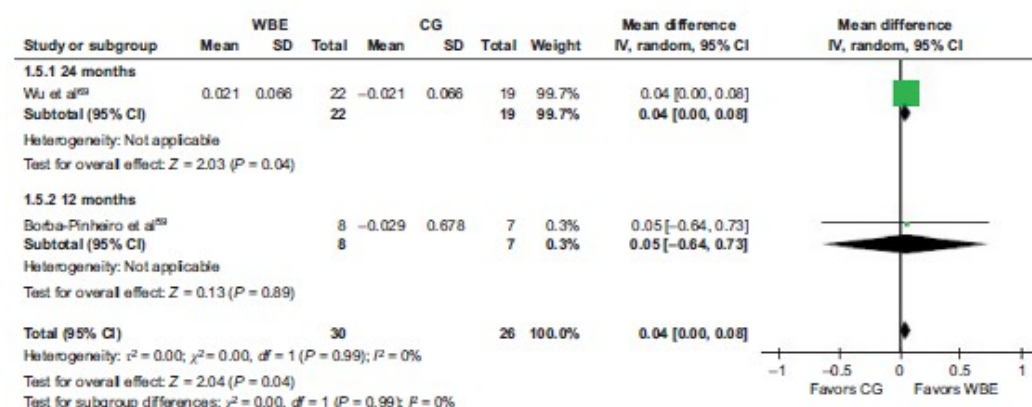 WBE CG Mean difference Mean difference
Study or subgroup Mean SD Total Mean SD Total Weight IV, random, 95% CI IV, random, 95% CI
1.5.1 24 months
Wu et al⁶⁹ 0.021 0.066 22 −0.021 0.066 19 99.7% 0.04 [0.00, 0.08]
Subtotal (95% CI) 22 19 99.7% 0.04 [0.00, 0.08]
Heterogeneity: Not applicable
Test for overall effect: Z = 2.03 (P = 0.04)
1.5.2 12 months
Borba-Pinheiro et al⁵⁹ 8 −0.029 0.678 7 0.3% 0.05 [−0.64, 0.73]
Subtotal (95% CI) 8 7 0.3% 0.05 [−0.64, 0.73]
Heterogeneity: Not applicable
Test for overall effect: Z = 0.13 (P = 0.89)
Total (95% CI) 30 26 100.0% 0.04 [0.00, 0.08]
Heterogeneity: τ² = 0.00; χ² = 0.00, df = 1 (P = 0.99); I² = 0%
Test for overall effect: Z = 2.04 (P = 0.04)
Test for subgroup differences: χ² = 0.00, df = 1 (P = 0.99); I² = 0%
−1 −0.5 0 0.5 1
Favors CG Favors WBE